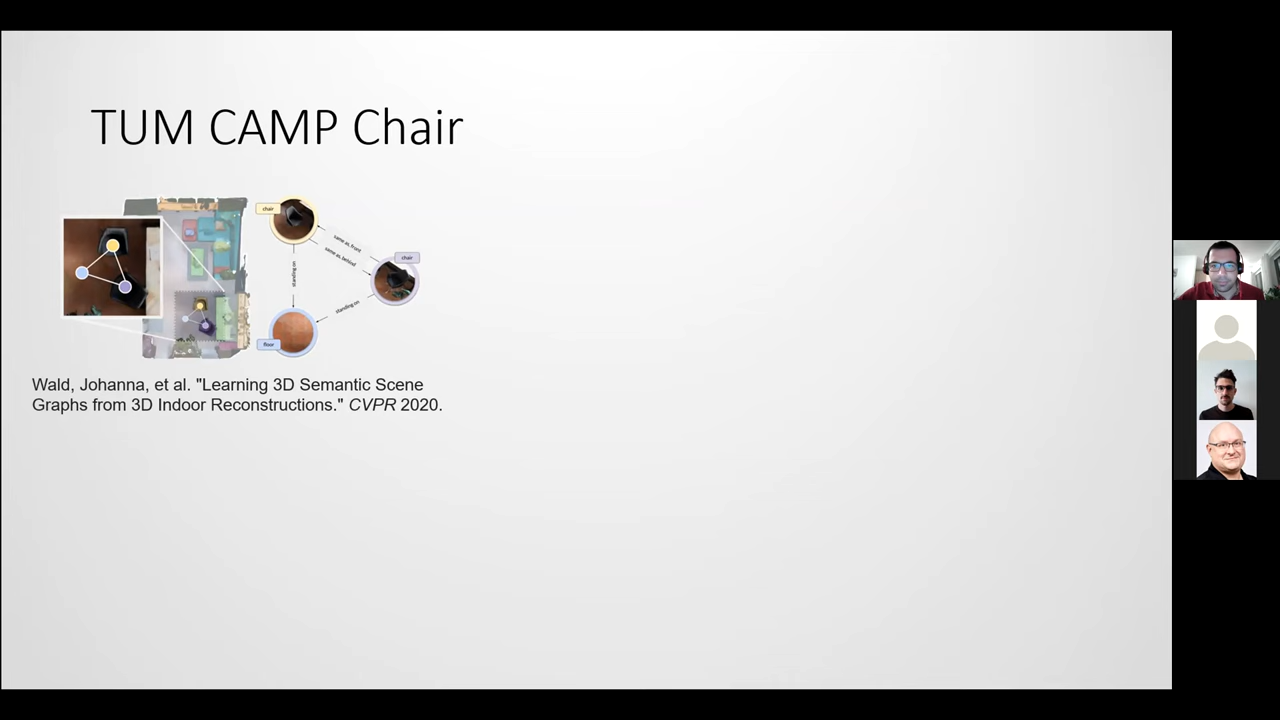 TUM CAMP Chair
chair
same as, front
same as, behind
chair
standing on
standing on
floor
Wald, Johanna, et al. "Learning 3D Semantic Scene
Graphs from 3D Indoor Reconstructions." CVPR 2020.